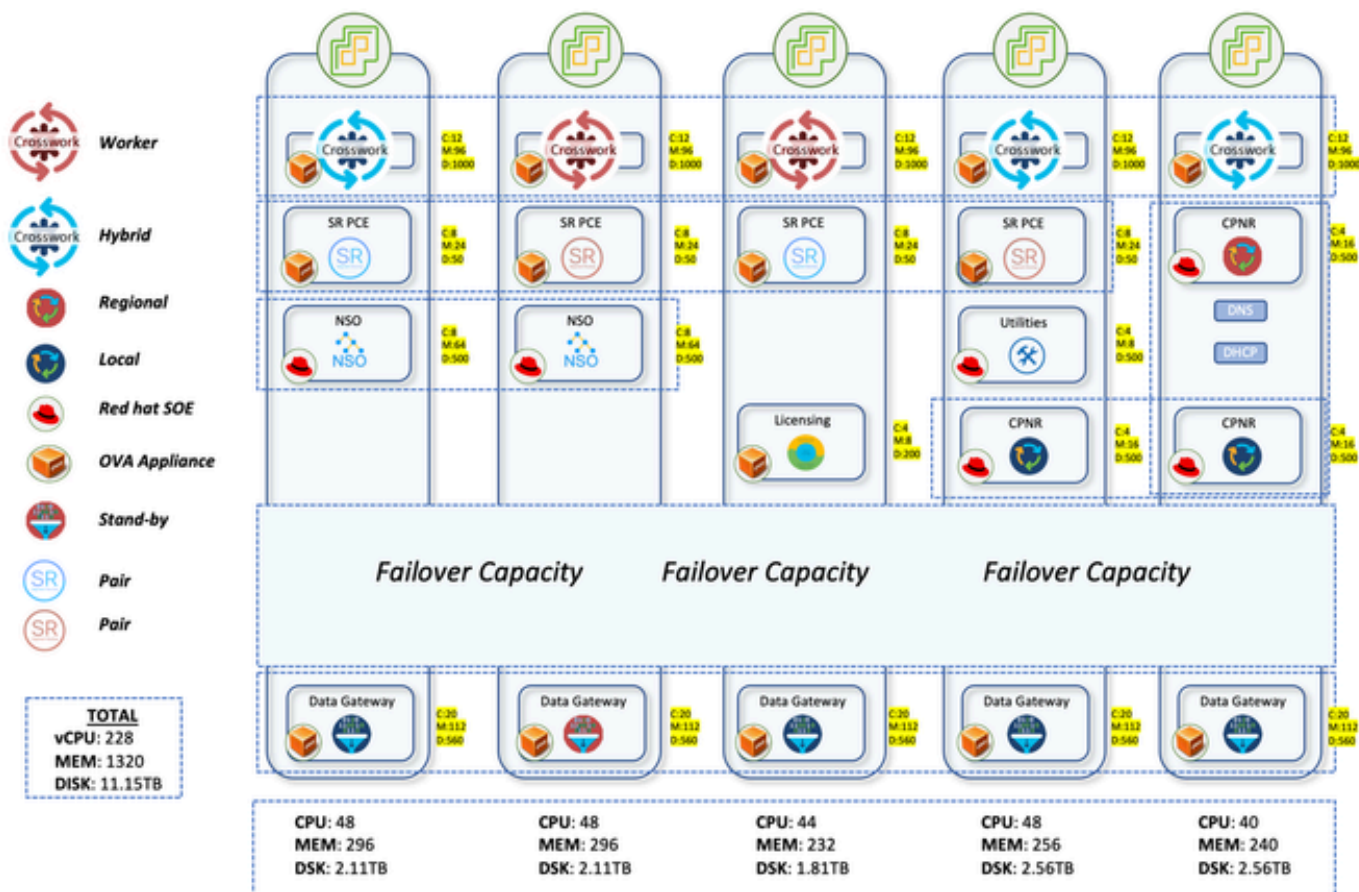 Crosswork
Worker
Crosswork
Hybrid
Regional
Local
Red hat SOE
OVA Appliance
Stand-by
SR
Pair
SR
Pair
TOTAL
vCPU: 228
MEM: 1320
DISK: 11.15TB
Crosswork
C:12
M:96
D:1000
Crosswork
C:12
M:96
D:1000
Crosswork
C:12
M:96
D:1000
Crosswork
C:12
M:96
D:1000
Crosswork
C:12
M:96
D:1000
SR PCE
SR
C:8
M:24
D:50
SR PCE
SR
C:8
M:24
D:50
SR PCE
SR
C:8
M:24
D:50
SR PCE
SR
C:8
M:24
D:50
CPNR
C:4
M:16
D:500
DNS
DHCP
NSO
NSO
C:8
M:64
D:500
NSO
NSO
C:8
M:64
D:500
Utilities
C:4
M:8
D:500
Licensing
C:4
M:8
D:200
CPNR
C:4
M:16
D:500
CPNR
C:4
M:16
D:500
Failover Capacity
Failover Capacity
Failover Capacity
Data Gateway
C:20
M:112
D:560
Data Gateway
C:20
M:112
D:560
Data Gateway
C:20
M:112
D:560
Data Gateway
C:20
M:112
D:560
Data Gateway
C:20
M:112
D:560
CPU: 48
MEM: 296
DSK: 2.11TB
CPU: 48
MEM: 296
DSK: 2.11TB
CPU: 44
MEM: 232
DSK: 1.81TB
CPU: 48
MEM: 256
DSK: 2.56TB
CPU: 40
MEM: 240
DSK: 2.56TB